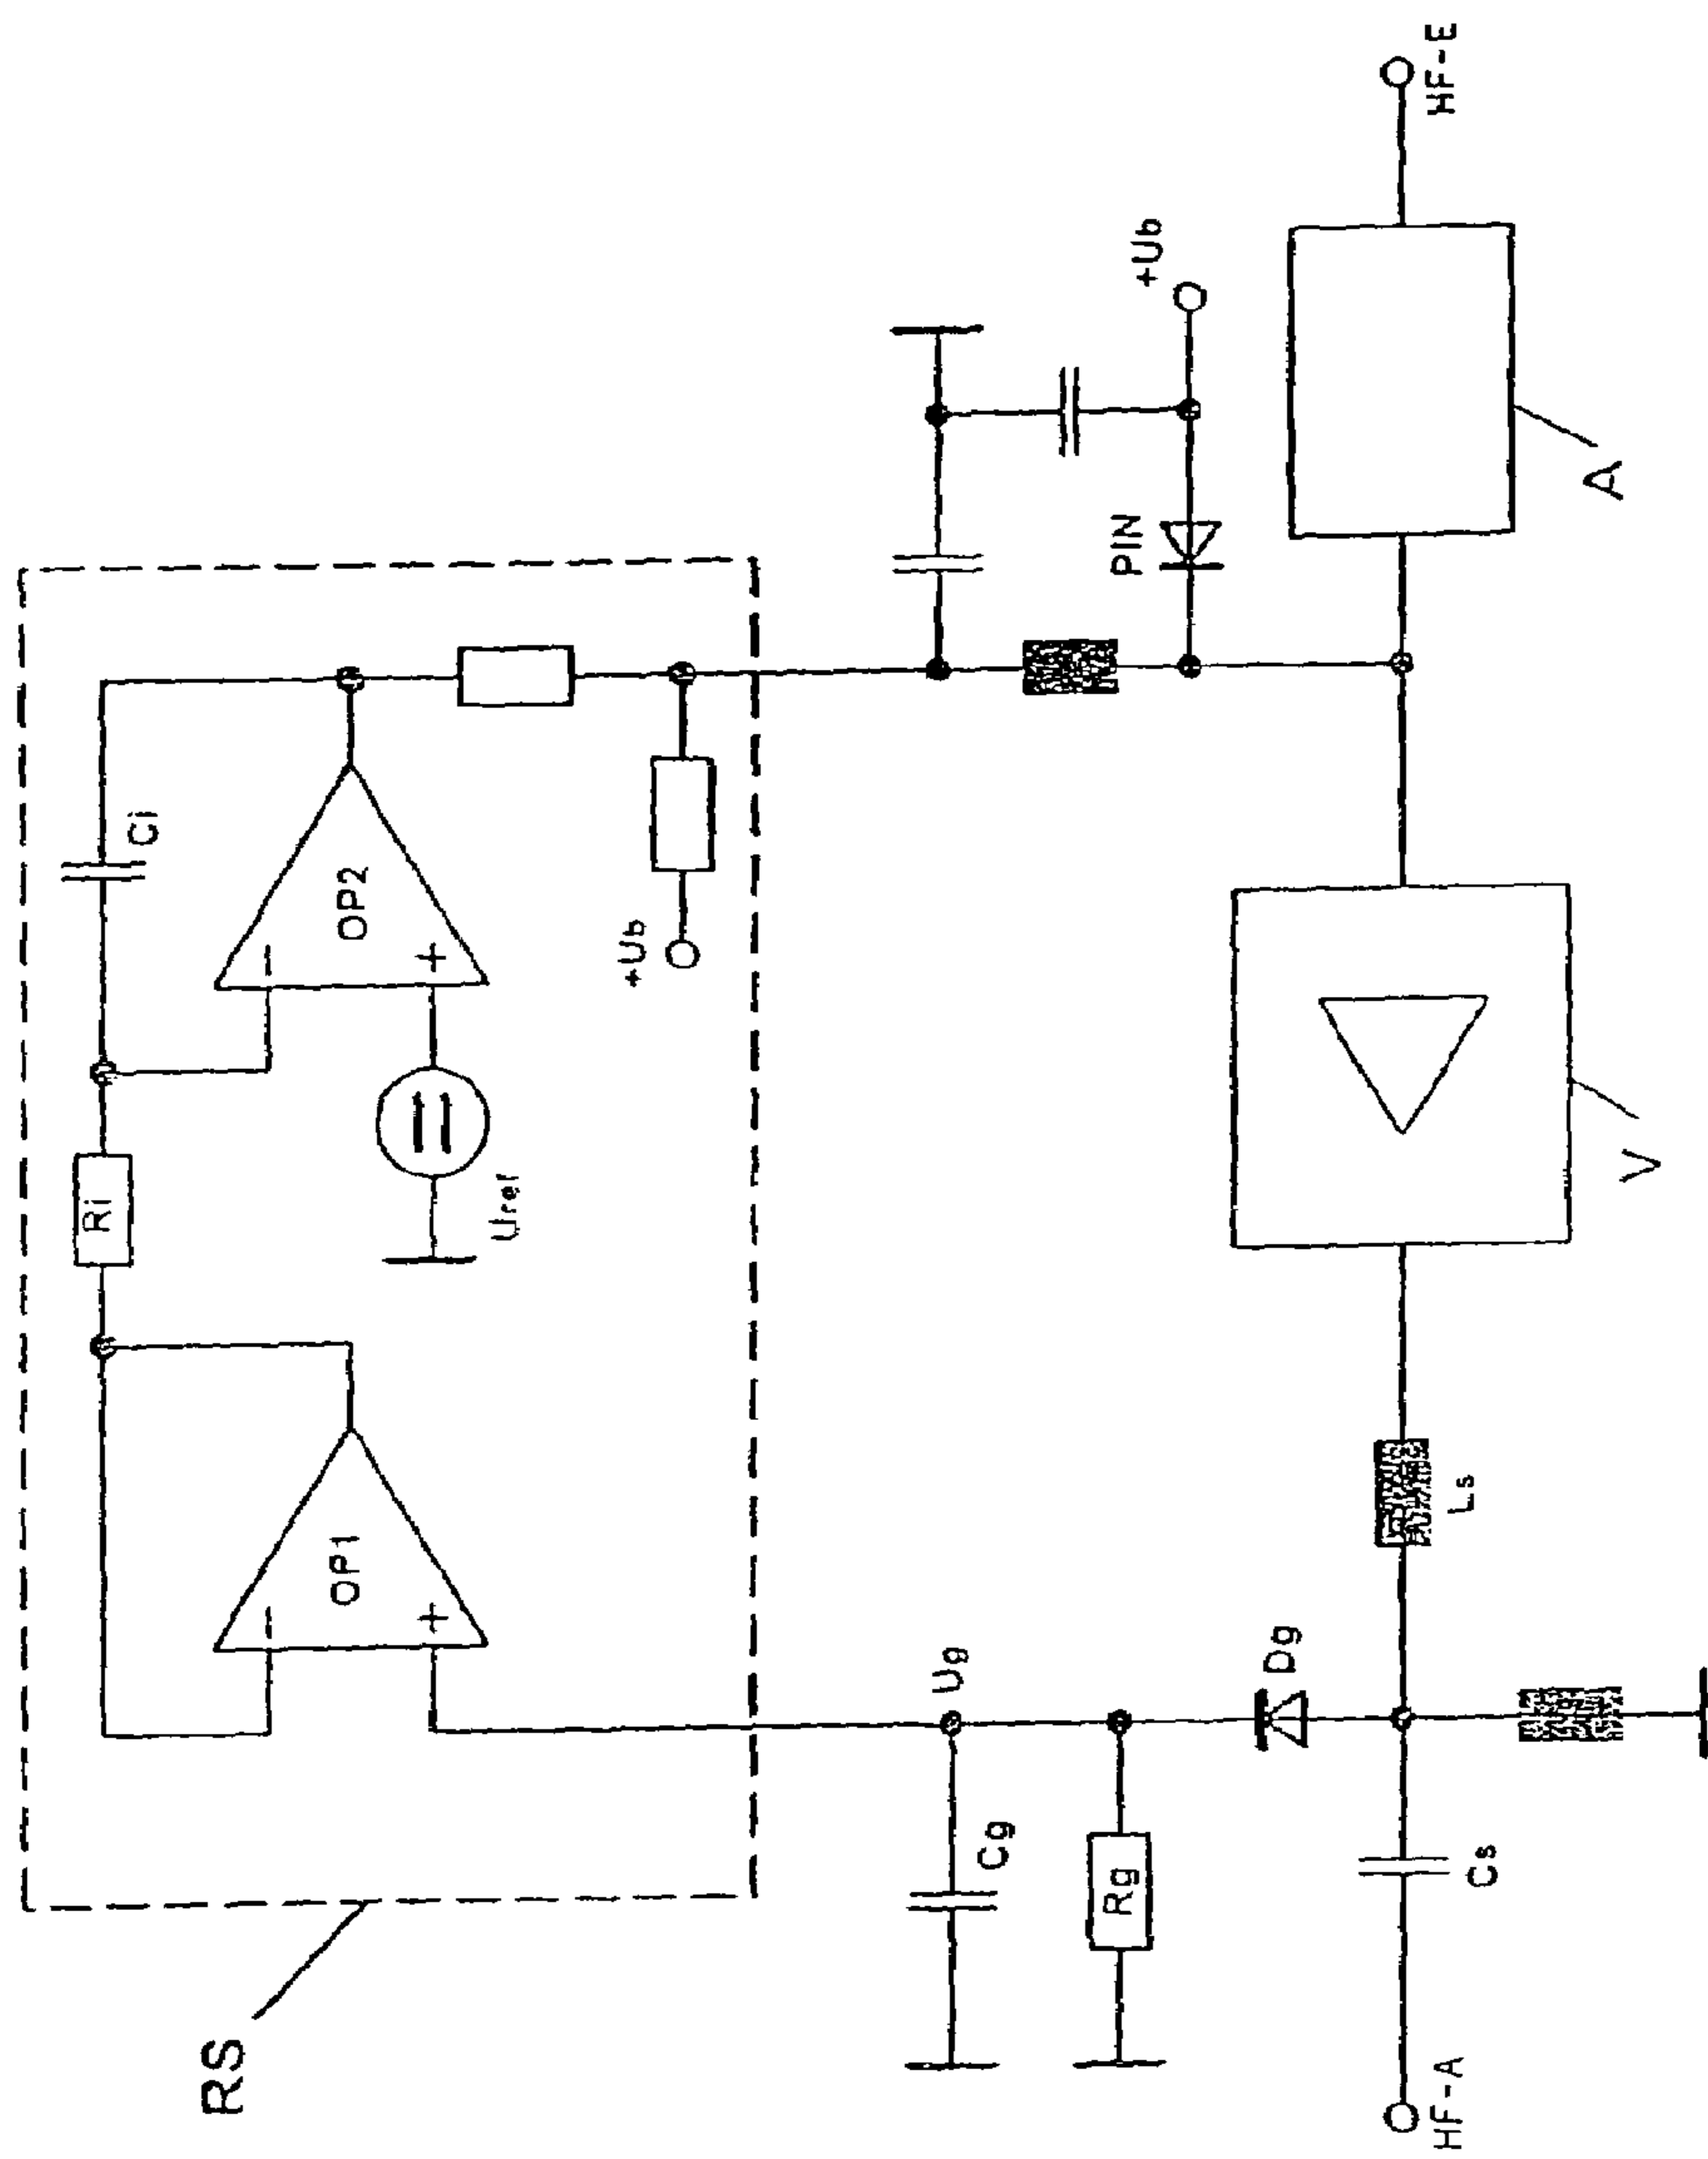 RS
OP1
-
+
Ri
Ci
OP2
-
+
Uref
+Ub
Ug
Cg
Rg
Dg
PIN
+Ub
HF-A
Cs
Ls
V
A
HF-E